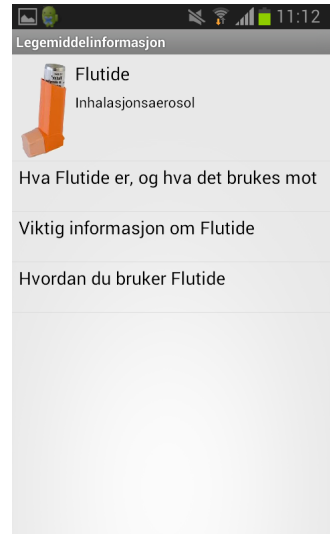 11:12
Legemiddelinformasjon
Flutide
Inhalasjonsaerosol
Hva Flutide er, og hva det brukes mot
Viktig informasjon om Flutide
Hvordan du bruker Flutide